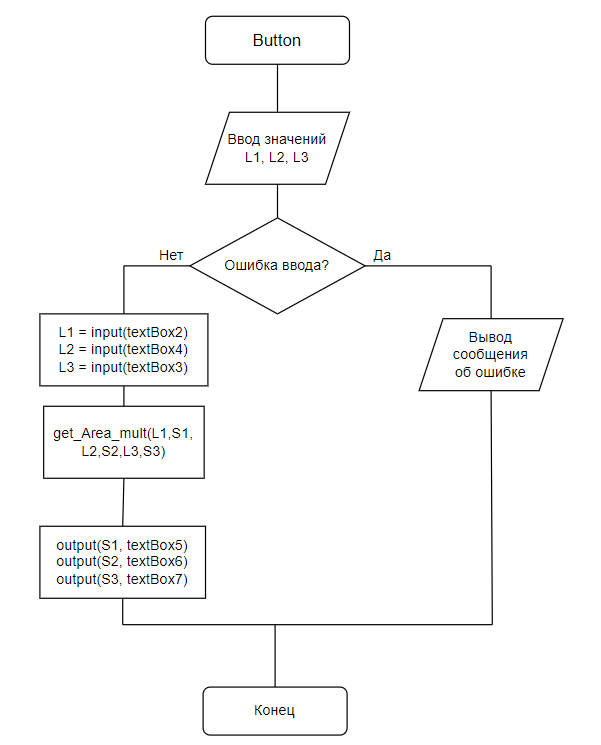 Button
Ввод значений
L1, L2, L3
Ошибка ввода?
Нет
Да
L1 = input(textBox2)
L2 = input(textBox4)
L3 = input(textBox3)
Вывод
сообщения
об ошибке
get_Area_mult(L1,S1,
L2,S2,L3,S3)
output(S1, textBox5)
output(S2, textBox6)
output(S3, textBox7)
Конец